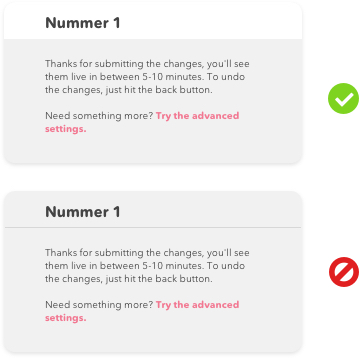 Nummer 1
Thanks for submitting the changes, you'll see
them live in between 5-10 minutes. To undo
the changes, just hit the back button.
Need something more? Try the advanced
settings.
Nummer 1
Thanks for submitting the changes, you'll see
them live in between 5-10 minutes. To undo
the changes, just hit the back button.
Need something more? Try the advanced
settings.